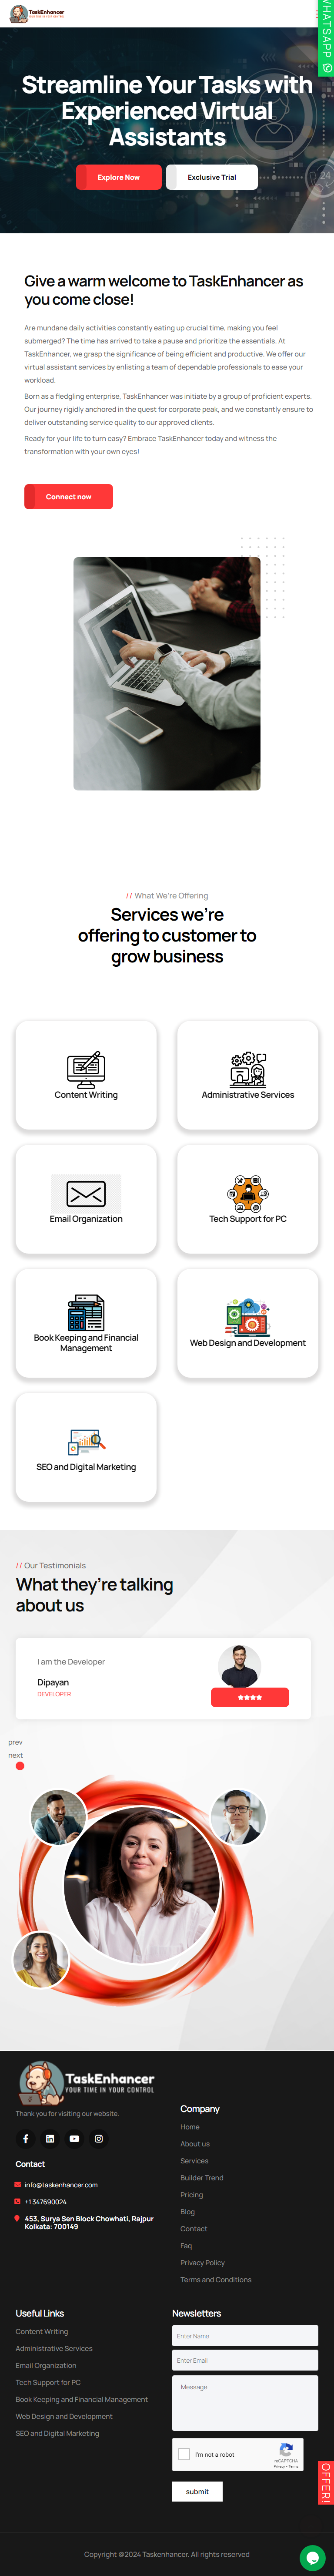 TaskEnhancer
YOUR TIME IN YOUR CONTROL
WHATSAPP
Streamline Your Tasks with
Experienced Virtual
Assistants
Explore Now
Exclusive Trial
24
Give a warm welcome to TaskEnhancer as
you come close!
Are mundane daily activities constantly eating up crucial time, making you feel
submerged? The time has arrived to take a pause and prioritize the essentials. At
TaskEnhancer, we grasp the significance of being efficient and productive. We offer our
virtual assistant services by enlisting a team of dependable professionals to ease your
workload.
Born as a fledgling enterprise, TaskEnhancer was initiate by a group of proficient experts.
Our journey rigidly anchored in the quest for corporate peak, and we constantly ensure to
deliver outstanding service quality to our approved clients.
Ready for your life to turn easy? Embrace TaskEnhancer today and witness the
transformation with your own eyes!
Connect now
// What We're Offering
Services we're
offering to customer to
grow business
Content Writing
Administrative Services
Email Organization
Tech Support for PC
Book Keeping and Financial
Management
Web Design and Development
SEO and Digital Marketing
// Our Testimonials
What they're talking
about us
I am the Developer
Dipayan
DEVELOPER
prev
next
TaskEnhancer
YOUR TIME IN YOUR CONTROL
Thank you for visiting our website.
Contact
info@taskenhancer.com
+1 347690024
453, Surya Sen Block Chowhati, Rajpur
Kolkata: 700149
Company
Home
About us
Services
Builder Trend
Pricing
Blog
Contact
Faq
Privacy Policy
Terms and Conditions
Useful Links
Content Writing
Administrative Services
Email Organization
Tech Support for PC
Book Keeping and Financial Management
Web Design and Development
SEO and Digital Marketing
Newsletters
Enter Name
Enter Email
Message
I'm not a robot
reCAPTCHA
Privacy - Terms
submit
OFFER!
Copyright @2024 Taskenhancer. All rights reserved